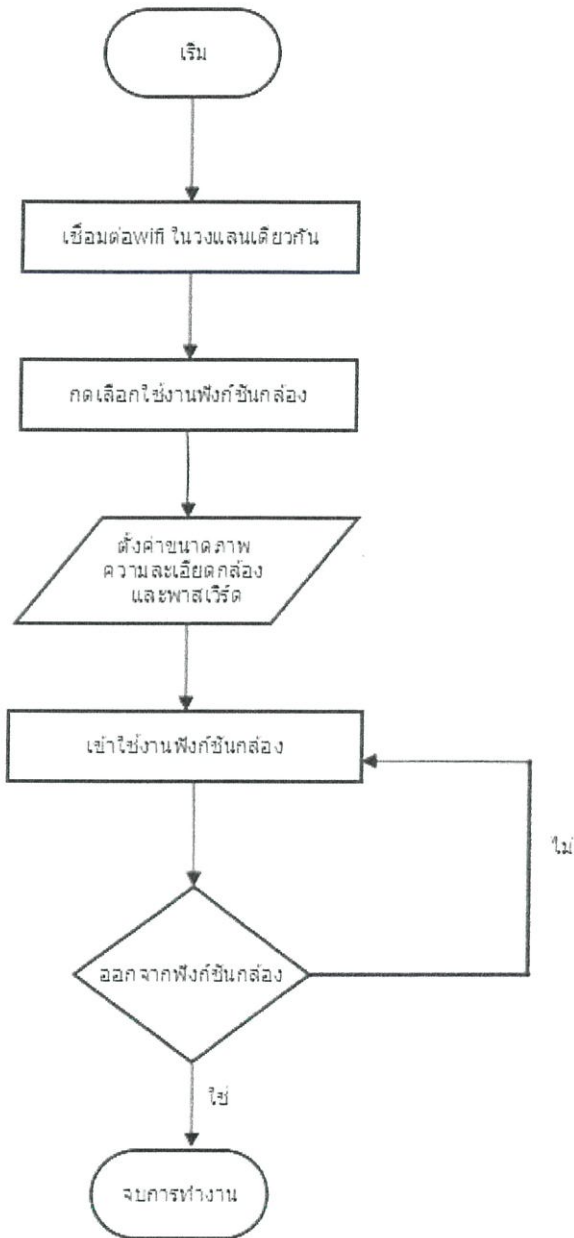 เริ่ม
เชื่อมต่อwifi ในวงแลนเดียวกัน
กดเลือกใช้งานฟังก์ชันกล้อง
ตั้งค่าขนาดภาพ
ความละเอียดกล้อง
และพาสเวิร์ด
เข้าใช้งานฟังก์ชันกล้อง
ไม่
ออกจากฟังก์ชันกล้อง
ใช่
จบการทำงาน